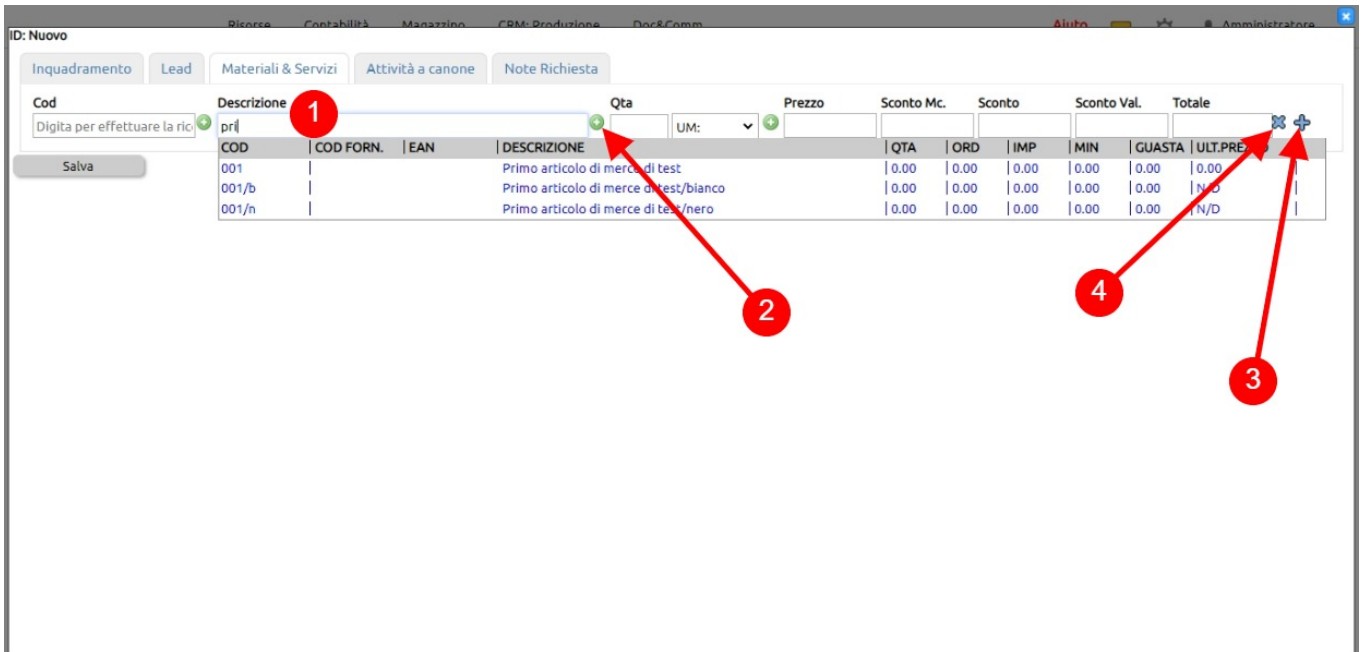 Risorse Contabilità Magazzino CRM: Produzione Doc&Comm Aiuto Amministratore
ID: Nuovo
Inquadramento Lead Materiali & Servizi Attività a canone Note Richiesta
Cod Descrizione Qta Prezzo Sconto Mc. Sconto Sconto Val. Totale
1
Digita per effettuare la rice pri UM:
COD | COD FORN. | EAN | DESCRIZIONE | QTA | ORD | IMP | MIN | GUASTA | ULT.PREZZO
Salva
001 | Primo articolo di merce di test | 0.00 | 0.00 | 0.00 | 0.00 | 0.00 | 0.00 |
001/b | Primo articolo di merce di test/bianco | 0.00 | 0.00 | 0.00 | 0.00 | 0.00 | N/D
001/n | Primo articolo di merce di test/nero | 0.00 | 0.00 | 0.00 | 0.00 | 0.00 | N/D |
4
2
3